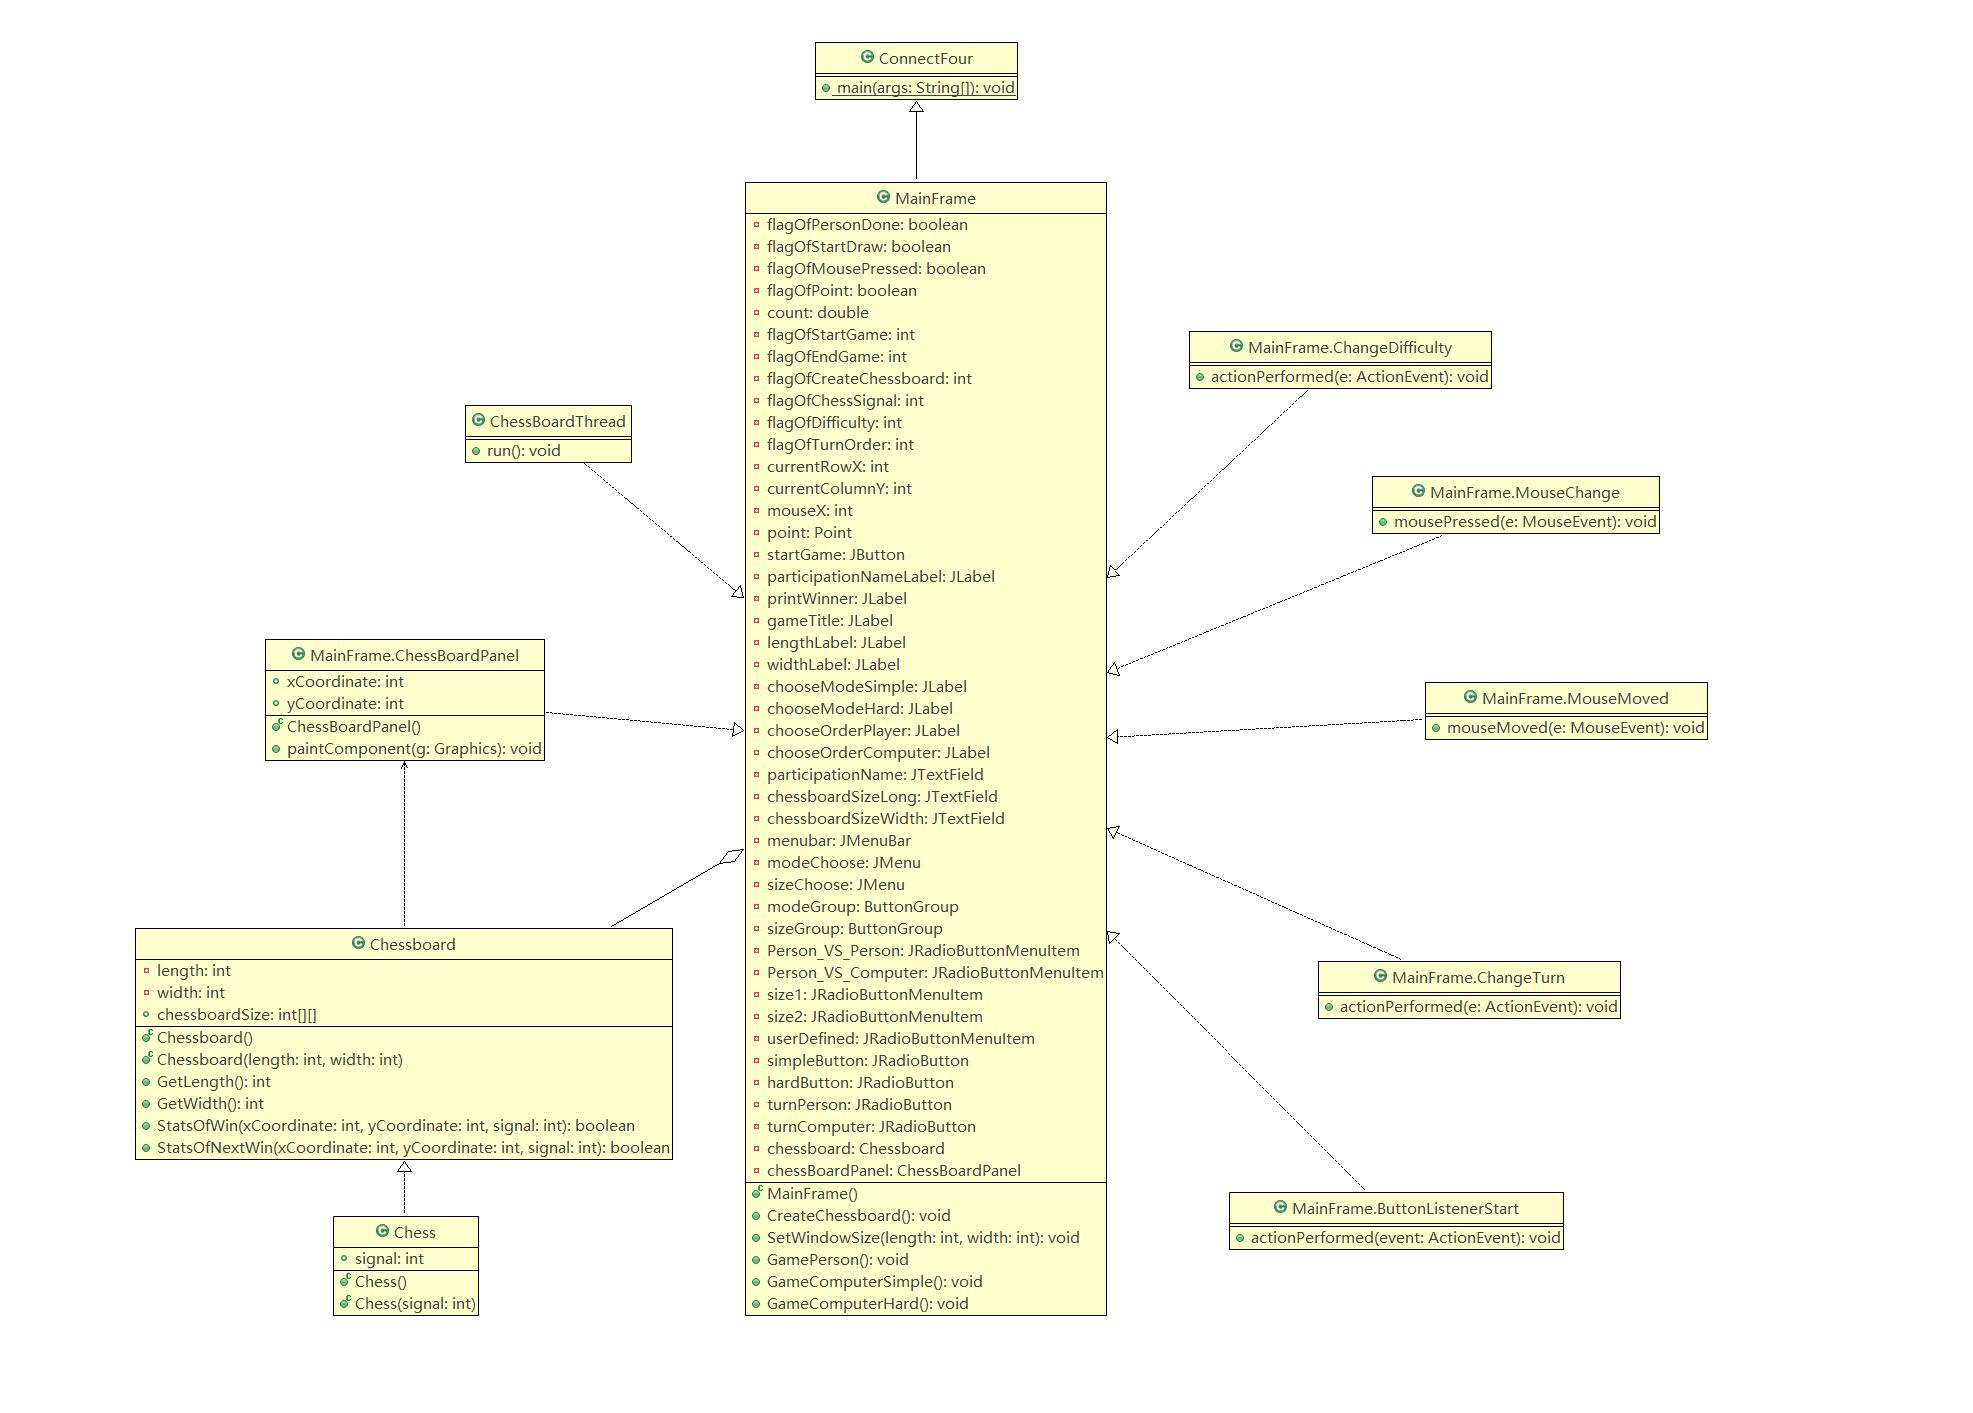 ConnectFour
main(args: String[]): void
MainFrame
flagOfPersonDone: boolean
flagOfStartDraw: boolean
flagOfMousePressed: boolean
flagOfPoint: boolean
count: double
flagOfStartGame: int
flagOfEndGame: int
flagOfCreateChessboard: int
flagOfChessSignal: int
flagOfDifficulty: int
flagOfTurnOrder: int
currentRowX: int
currentColumnY: int
mouseX: int
point: Point
startGame: JButton
participationNameLabel: JLabel
printWinner: JLabel
gameTitle: JLabel
lengthLabel: JLabel
widthLabel: JLabel
chooseModeSimple: JLabel
chooseModeHard: JLabel
chooseOrderPlayer: JLabel
chooseOrderComputer: JLabel
participationName: JTextField
chessboardSizeLong: JTextField
chessboardSizeWidth: JTextField
menubar: JMenuBar
modeChoose: JMenu
sizeChoose: JMenu
modeGroup: ButtonGroup
sizeGroup: ButtonGroup
Person_VS_Person: JRadioButtonMenuItem
Person_VS_Computer: JRadioButtonMenuItem
size1: JRadioButtonMenuItem
size2: JRadioButtonMenuItem
userDefined: JRadioButtonMenuItem
simpleButton: JRadioButton
hardButton: JRadioButton
turnPerson: JRadioButton
turnComputer: JRadioButton
chessboard: Chessboard
chessBoardPanel: ChessBoardPanel
MainFrame()
CreateChessboard(): void
SetWindowSize(length: int, width: int): void
GamePerson(): void
GameComputerSimple(): void
GameComputerHard(): void
ChessBoardThread
run(): void
MainFrame.ChessBoardPanel
xCoordinate: int
yCoordinate: int
ChessBoardPanel()
paintComponent(g: Graphics): void
Chessboard
length: int
width: int
chessboardSize: int[][]
Chessboard()
Chessboard(length: int, width: int)
GetLength(): int
GetWidth(): int
StatsOfWin(xCoordinate: int, yCoordinate: int, signal: int): boolean
StatsOfNextWin(xCoordinate: int, yCoordinate: int, signal: int): boolean
Chess
signal: int
Chess()
Chess(signal: int)
MainFrame.ChangeDifficulty
actionPerformed(e: ActionEvent): void
MainFrame.MouseChange
mousePressed(e: MouseEvent): void
MainFrame.MouseMoved
mouseMoved(e: MouseEvent): void
MainFrame.ChangeTurn
actionPerformed(e: ActionEvent): void
MainFrame.ButtonListenerStart
actionPerformed(event: ActionEvent): void